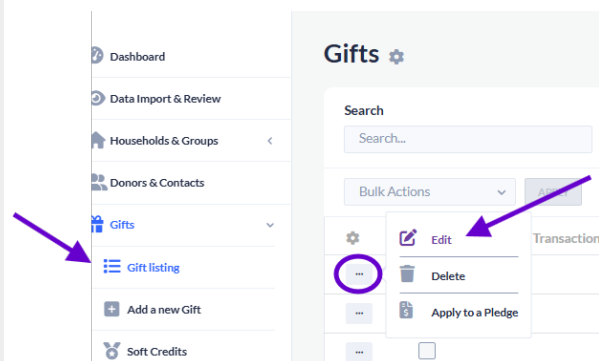 Dashboard
Data Import & Review
Households & Groups
Donors & Contacts
Gifts
Gift listing
Add a new Gift
Soft Credits
Gifts
Search
Search...
Bulk Actions
APPLY
Transaction
Edit
Delete
Apply to a Pledge